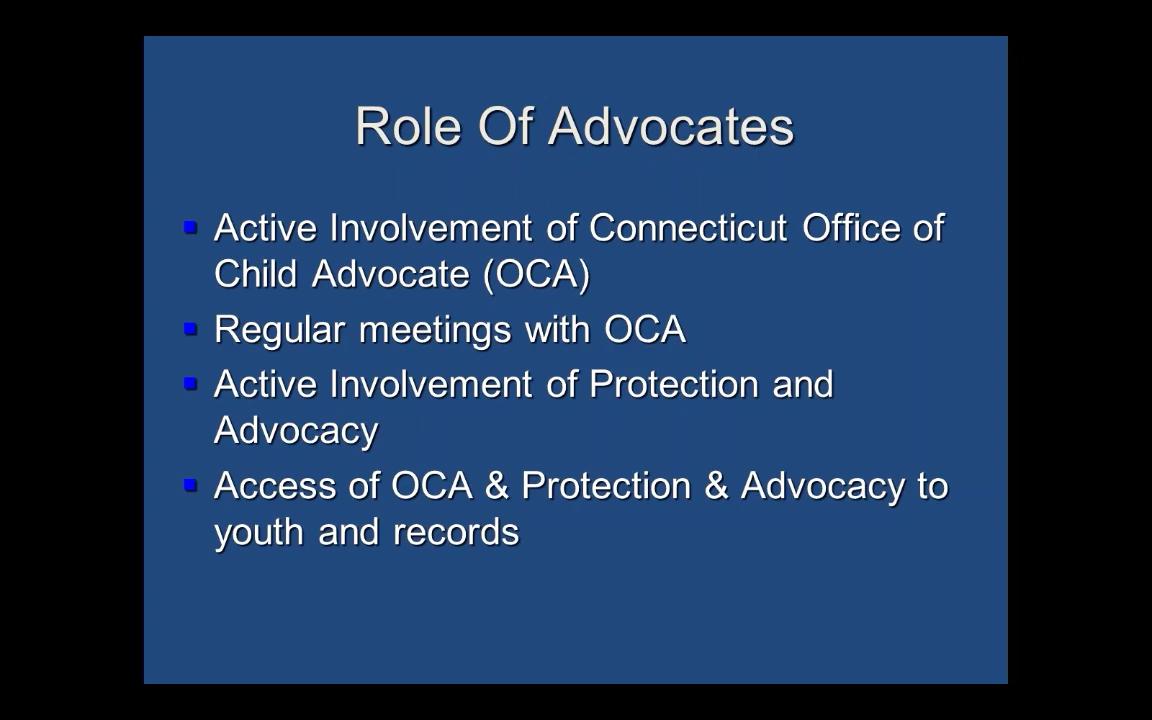 Role Of Advocates
Active Involvement of Connecticut Office of
Child Advocate (OCA)
Regular meetings with OCA
Active Involvement of Protection and
Advocacy
Access of OCA & Protection & Advocacy to
youth and records